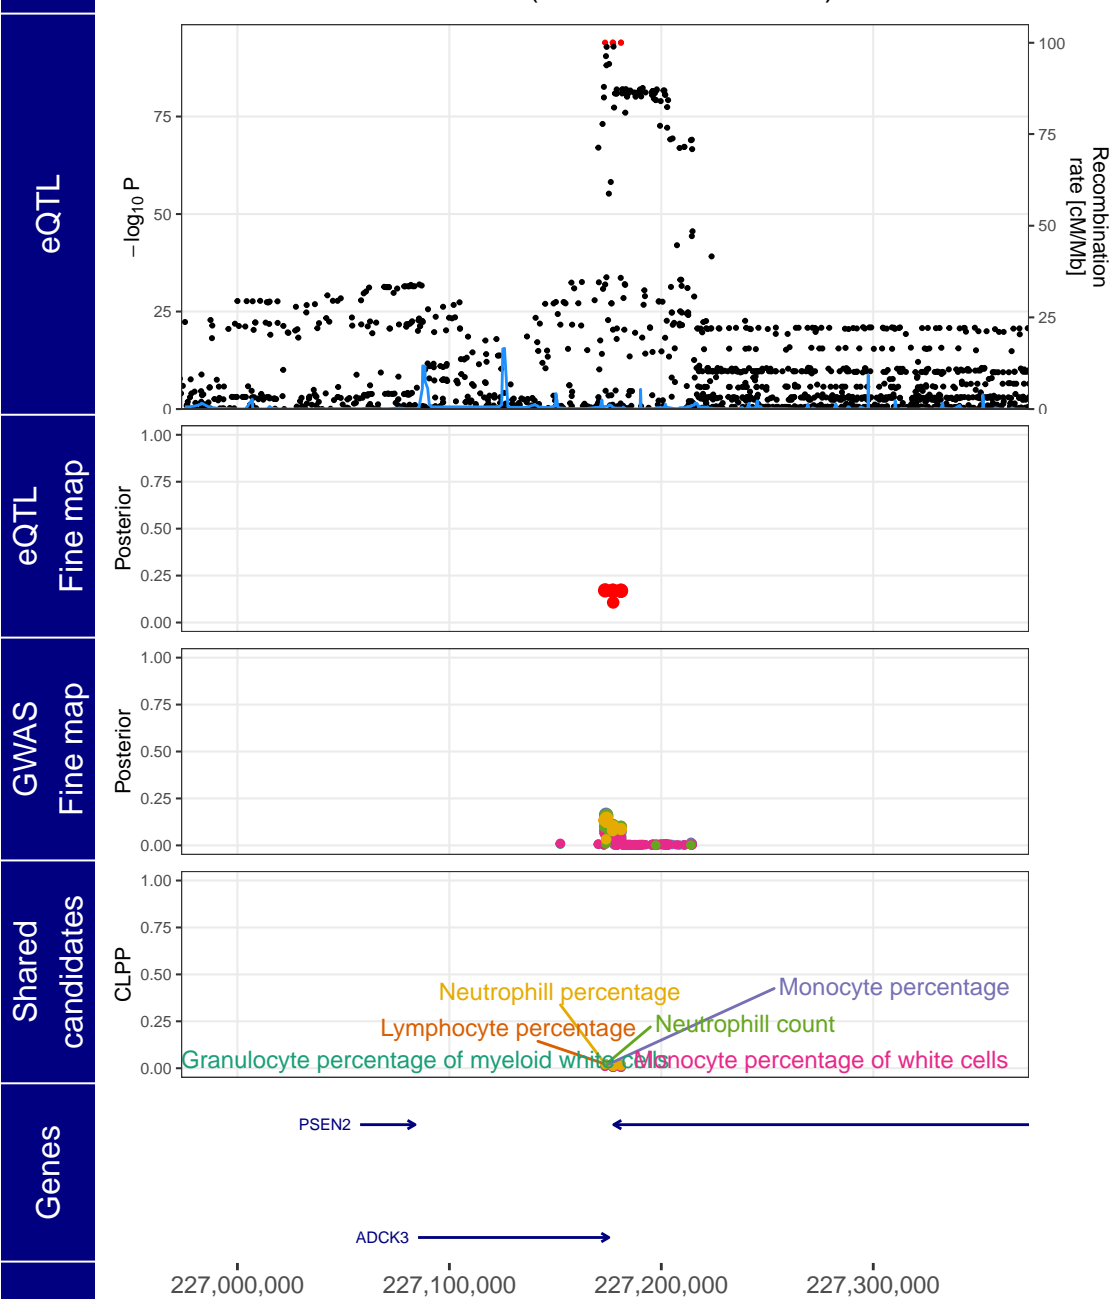 eQTL
−log10 P
75
50
25
0
100
75
50
25
0
Recombination
rate [cM/Mb]
eQTL
Fine map
Posterior
1.00
0.75
0.50
0.25
0.00
GWAS
Fine map
Posterior
1.00
0.75
0.50
0.25
0.00
Shared
candidates
CLPP
1.00
0.75
0.50
0.25
0.00
Neutrophill percentage
Monocyte percentage
Lymphocyte percentage
Neutrophill count
Granulocyte percentage of myeloid white cells
Monocyte percentage of white cells
Genes
PSEN2
ADCK3
227,000,000
227,100,000
227,200,000
227,300,000